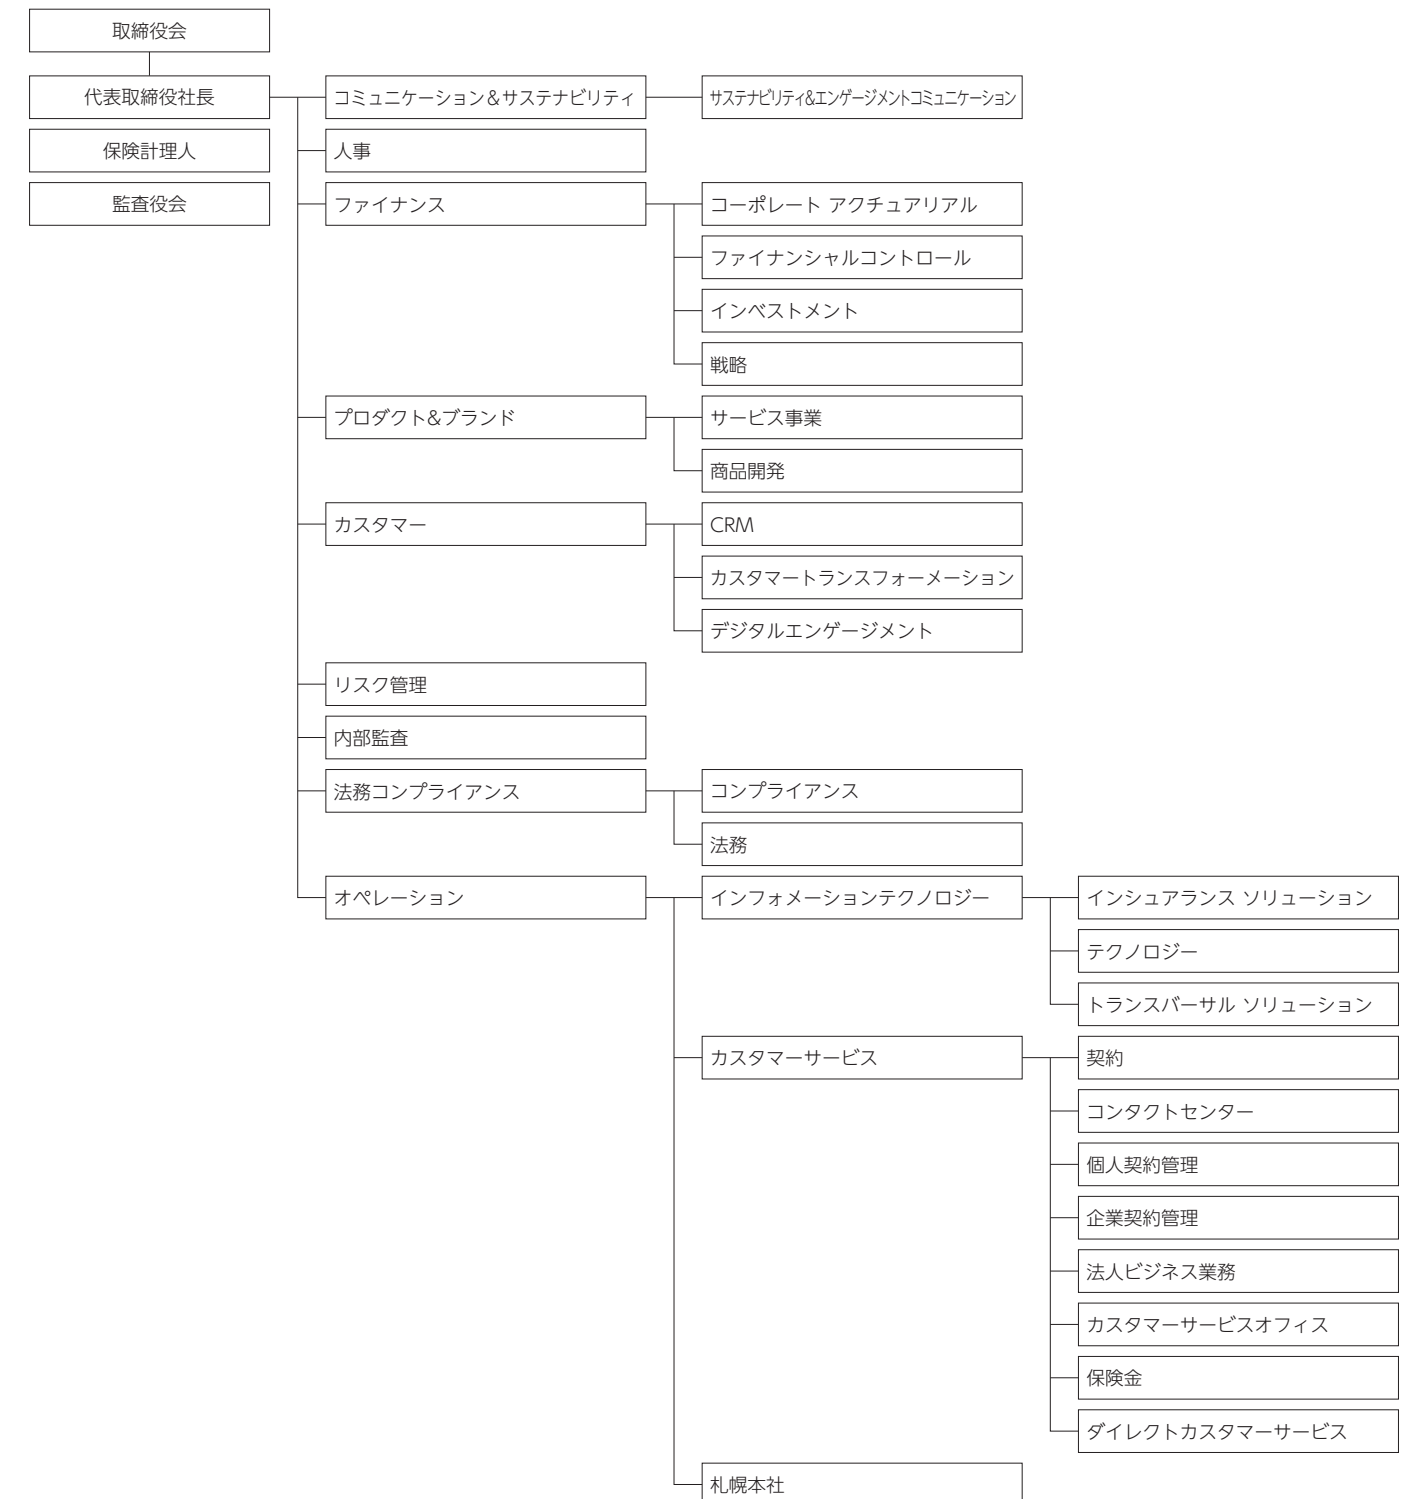 取締役会
代表取締役社長
コミュニケーション&サステナビリティ
サステナビリティ&エンゲージメントコミュニケーション
保険計理人
人事
監査役会
ファイナンス
コーポレート アクチュアリアル
ファイナンシャルコントロール
インベストメント
戦略
プロダクト&ブランド
サービス事業
商品開発
カスタマー
CRM
カスタマートランスフォーメーション
デジタルエンゲージメント
リスク管理
内部監査
法務コンプライアンス
コンプライアンス
法務
オペレーション
インフォメーションテクノロジー
インシュアランス ソリューション
テクノロジー
トランスバーサル ソリューション
カスタマーサービス
契約
コンタクトセンター
個人契約管理
企業契約管理
法人ビジネス業務
カスタマーサービスオフィス
保険金
ダイレクトカスタマーサービス
札幌本社